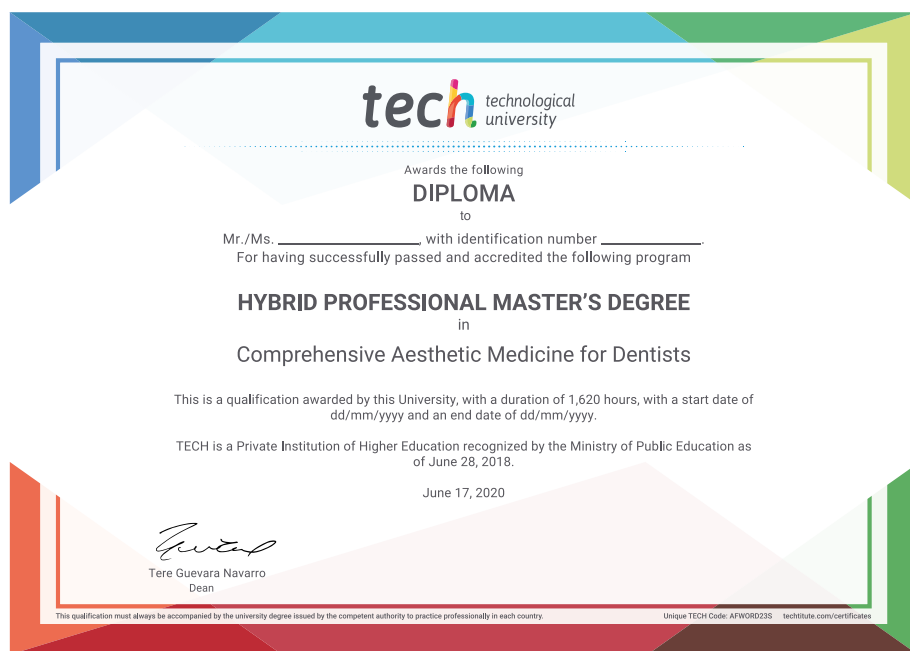 tech technological
university
Awards the following
DIPLOMA
to
Mr./Ms. ____________________, with identification number ______________.
For having successfully passed and accredited the following program
HYBRID PROFESSIONAL MASTER'S DEGREE
in
Comprehensive Aesthetic Medicine for Dentists
This is a qualification awarded by this University, with a duration of 1,620 hours, with a start date of
dd/mm/yyyy and an end date of dd/mm/yyyy.
TECH is a Private Institution of Higher Education recognized by the Ministry of Public Education as
of June 28, 2018.
June 17, 2020
Tere Guevara Navarro
Dean
This qualification must always be accompanied by the university degree issued by the competent authority to practice professionally in each country. Unique TECH Code: AFWORD23S techtitute.com/certificates